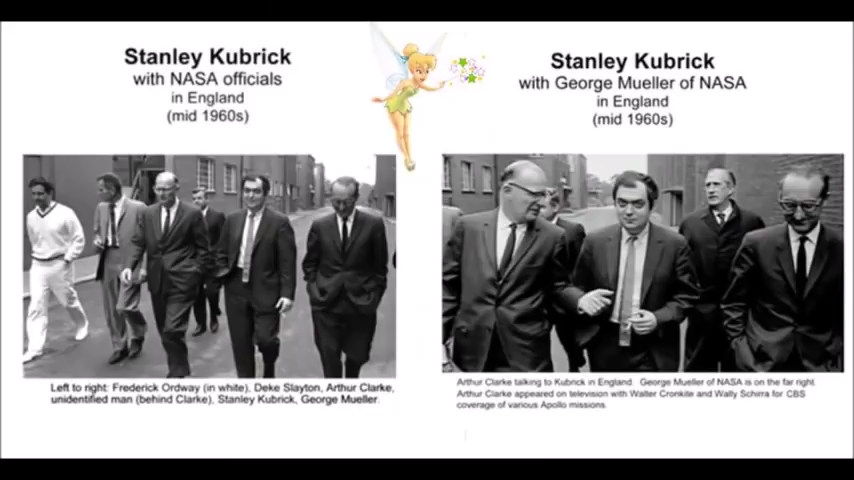 Stanley Kubrick
with NASA officials
in England
(mid 1960s)
Left to right: Frederick Ordway (in white), Deke Slayton, Arthur Clarke,
unidentified man (behind Clarke), Stanley Kubrick, George Mueller.
Stanley Kubrick
with George Mueller of NASA
in England
(mid 1960s)
Arthur Clarke talking to Kubrick in England. George Mueller of NASA is on the far right.
Arthur Clarke appeared on television with Walter Cronkite and Wally Schirra for CBS
coverage of various Apollo missions.